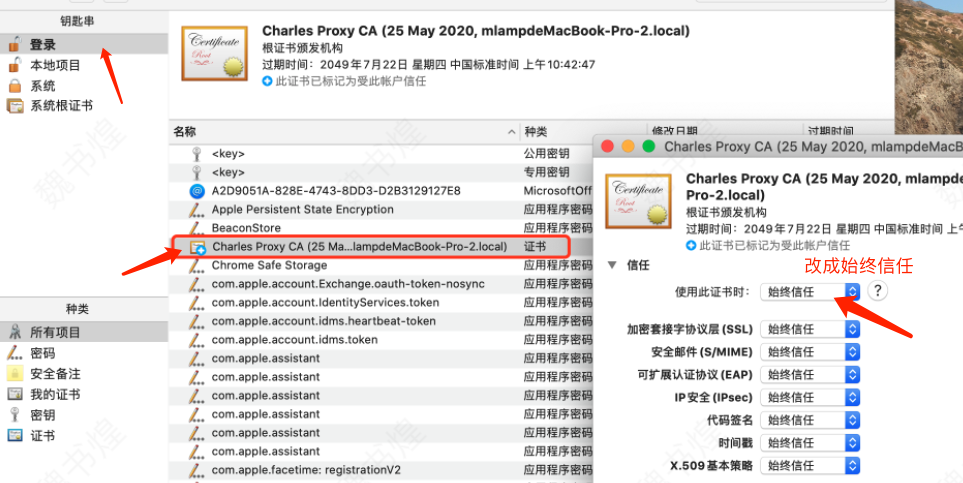 钥匙串
登录
本地项目
系统
系统根证书
Charles Proxy CA (25 May 2020, mlampdeMacBook-Pro-2.local)
根证书颁发机构
过期时间：2049年7月22日 星期四 中国标准时间 上午10:42:47
此证书已标记为受此帐户信任
名称 种类 修改日期 过期时间
<key> 公用密钥
<key> 专用密钥
A2D9051A-828E-4743-8DD3-D2B3129127E8 MicrosoftOff
Apple Persistent State Encryption 应用程序密码
BeaconStore 应用程序密码
Charles Proxy CA (25 Ma...lampdeMacBook-Pro-2.local) 证书
Chrome Safe Storage 应用程序密码
com.apple.account.Exchange.oauth-token-nosync 应用程序密码
com.apple.account.IdentityServices.token 应用程序密码
com.apple.account.idms.heartbeat-token 应用程序密码
com.apple.account.idms.token 应用程序密码
com.apple.assistant 应用程序密码
com.apple.assistant 应用程序密码
com.apple.assistant 应用程序密码
com.apple.assistant 应用程序密码
com.apple.assistant 应用程序密码
com.apple.assistant 应用程序密码
com.apple.facetime: registrationV2 应用程序密码
种类
所有项目
密码
安全备注
我的证书
密钥
证书
Charles Proxy CA (25 May 2020, mlampdeMacB
Charles Proxy CA (25 May 2020, mlampde
Pro-2.local)
根证书颁发机构
过期时间：2049年7月22日 星期四 中国标准时间 上午
此证书已标记为受此帐户信任
信任
改成始终信任
使用此证书时： 始终信任 ?
加密套接字协议层 (SSL) 始终信任
安全邮件 (S/MIME) 始终信任
可扩展认证协议 (EAP) 始终信任
IP 安全 (IPsec) 始终信任
代码签名 始终信任
时间戳 始终信任
X.509 基本策略 始终信任
Certificate
Root
Certificate
Root
魏书煌
魏书煌
魏书煌
魏书煌